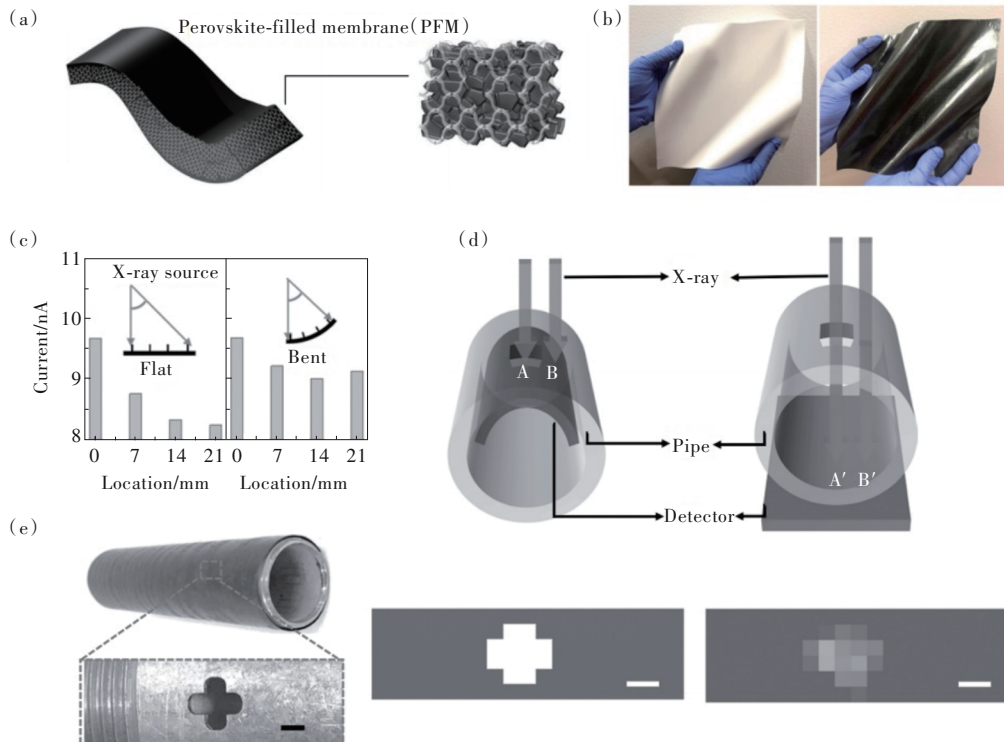 (a)
Perovskite-filled membrane(PFM)
(b)
(c)
11
10
9
8
Current/nA
X-ray source
Flat
Bent
0 7 14 21 0 7 14 21
Location/mm Location/mm
(d)
X-ray
A B
Pipe
A′ B′
Detector
(e)